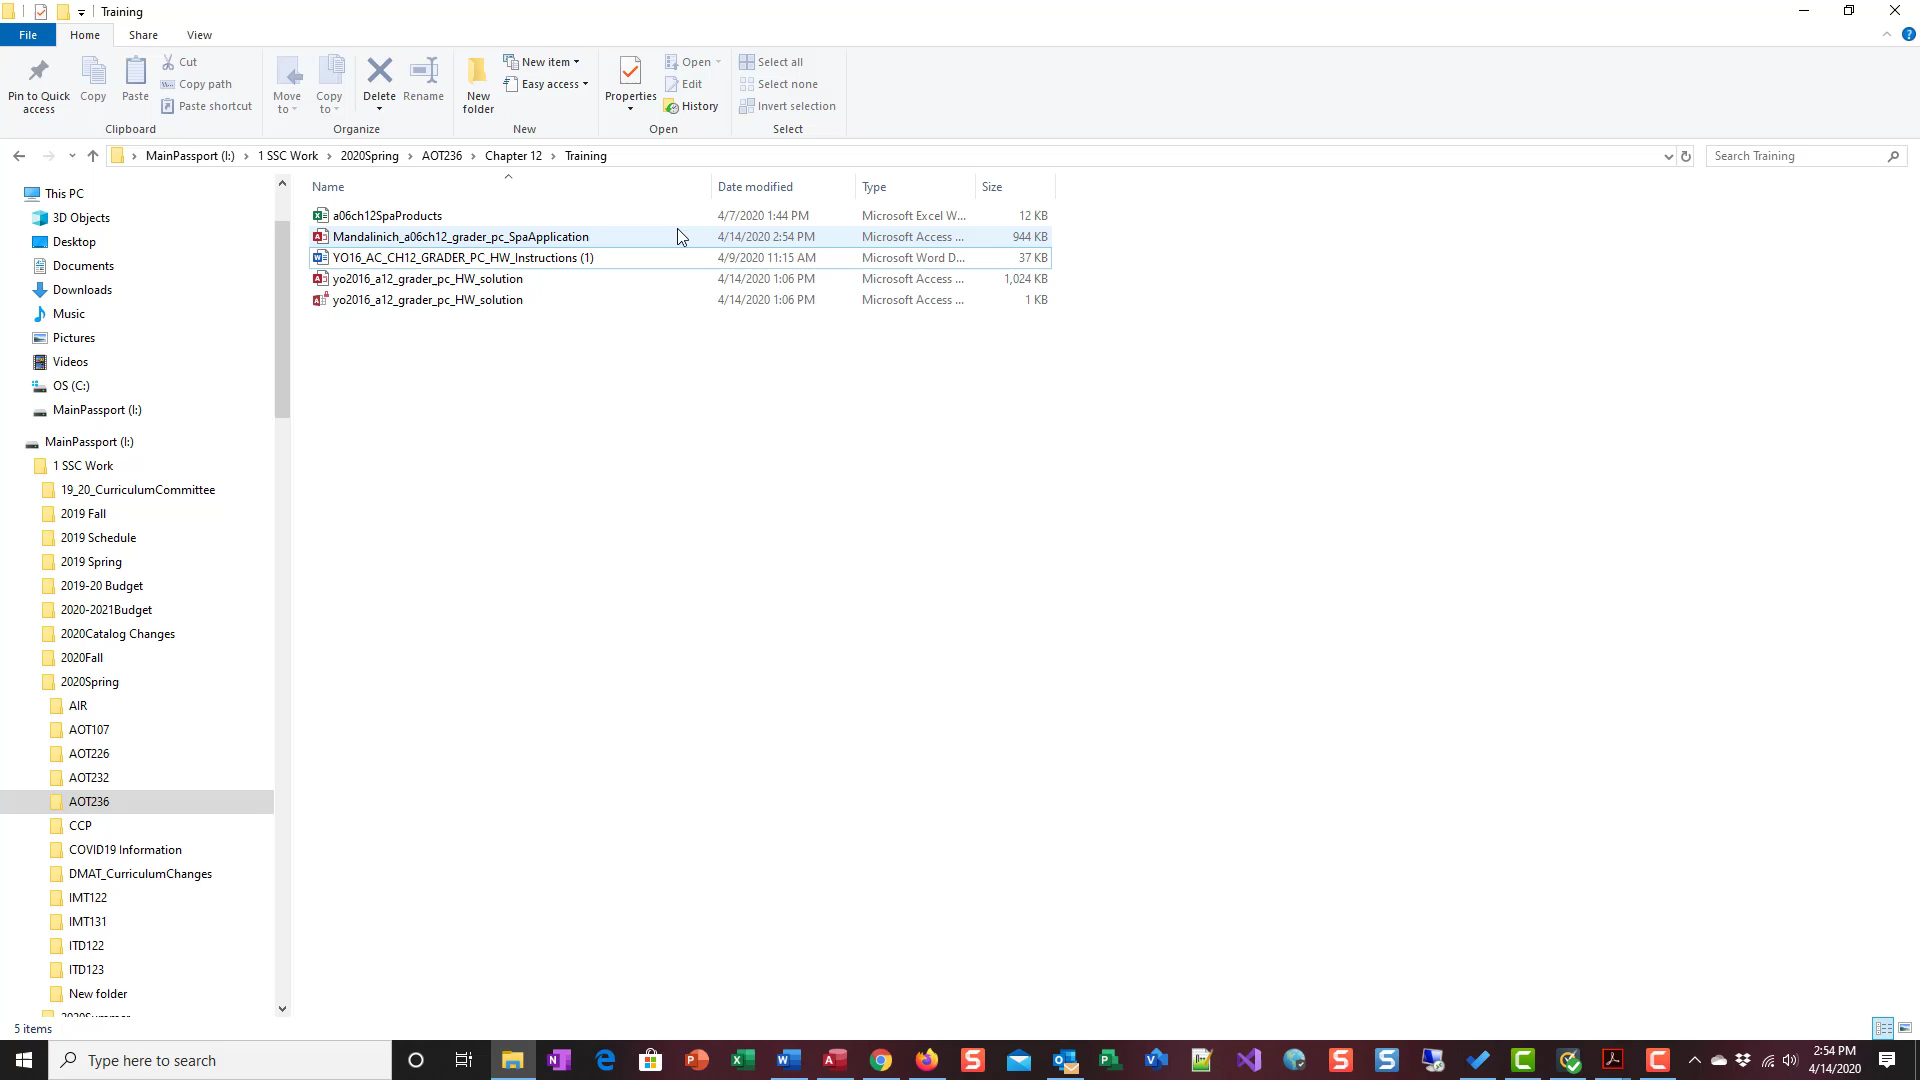 Training
File Home Share View
Pin to Quick access
Copy
Paste
Cut
Copy path
Paste shortcut
Clipboard
Move to
Copy to
Delete
Rename
Organize
New folder
New item
Easy access
New
Properties
Open
Edit
History
Open
Select all
Select none
Invert selection
Select
MainPassport (I:) 1 SSC Work 2020Spring AOT236 Chapter 12 Training
Search Training
This PC
3D Objects
Desktop
Documents
Downloads
Music
Pictures
Videos
OS (C:)
MainPassport (I:)
MainPassport (I:)
1 SSC Work
19_20_CurriculumCommittee
2019 Fall
2019 Schedule
2019 Spring
2019-20 Budget
2020-2021Budget
2020Catalog Changes
2020Fall
2020Spring
AIR
AOT107
AOT226
AOT232
AOT236
CCP
COVID19 Information
DMAT_CurriculumChanges
IMT122
IMT131
ITD122
ITD123
New folder
Name Date modified Type Size
a06ch12SpaProducts 4/7/2020 1:44 PM Microsoft Excel W... 12 KB
Mandalinich_a06ch12_grader_pc_SpaApplication 4/14/2020 2:54 PM Microsoft Access ... 944 KB
YO16_AC_CH12_GRADER_PC_HW_Instructions (1) 4/9/2020 11:15 AM Microsoft Word D... 37 KB
yo2016_a12_grader_pc_HW_solution 4/14/2020 1:06 PM Microsoft Access ... 1,024 KB
yo2016_a12_grader_pc_HW_solution 4/14/2020 1:06 PM Microsoft Access ... 1 KB
5 items
Type here to search
2:54 PM
4/14/2020